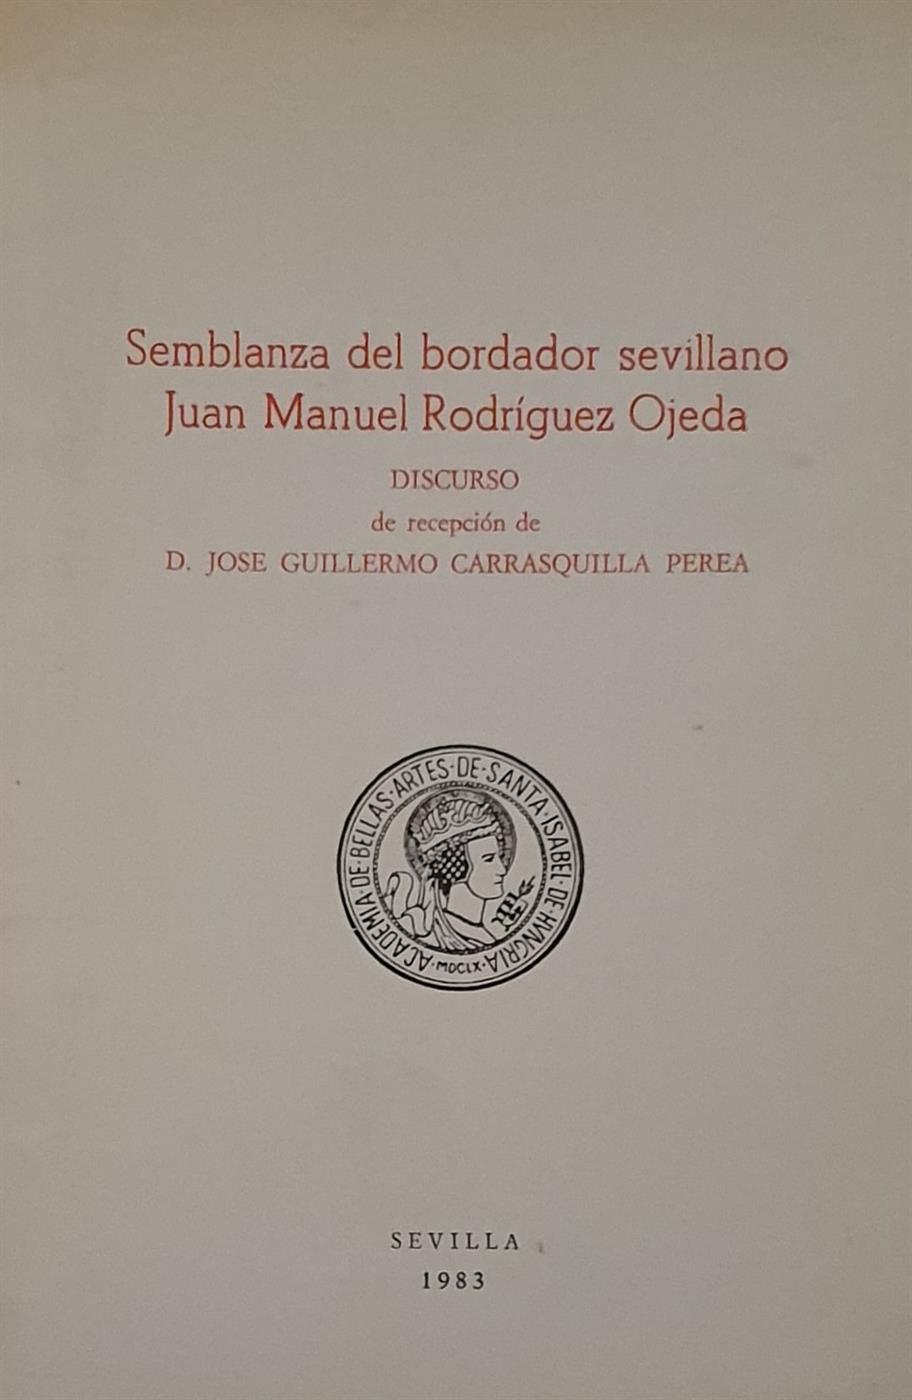 Semblanza del bordador sevillano
Juan Manuel Rodríguez Ojeda
DISCURSO
de recepción de
D. JOSE GUILLERMO CARRASQUILLA PEREA
ACADEMIA·DE·BELLAS·ARTES·DE·SANTA·ISABEL·DE·HVNGRIA
·MDCLX·
SEVILLA
1983